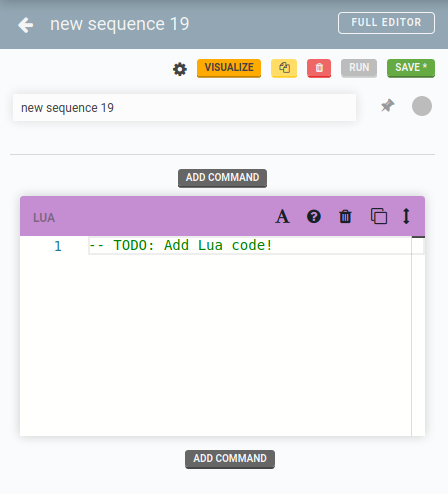 new sequence 19
FULL EDITOR
VISUALIZE
RUN
SAVE *
new sequence 19
ADD COMMAND
LUA
1 -- TODO: Add Lua code!
ADD COMMAND